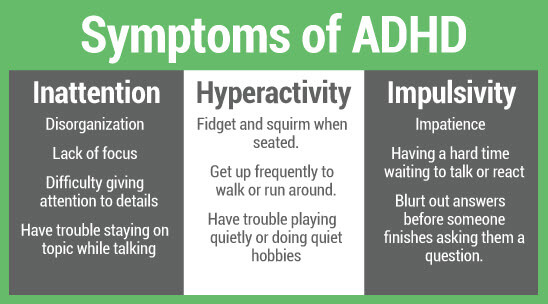 Symptoms of ADHD
Inattention
Disorganization
Lack of focus
Difficulty giving
attention to details
Have trouble staying on
topic while talking
Hyperactivity
Fidget and squirm when
seated.
Get up frequently to
walk or run around.
Have trouble playing
quietly or doing quiet
hobbies
Impulsivity
Impatience
Having a hard time
waiting to talk or react
Blurt out answers
before someone
finishes asking them a
question.